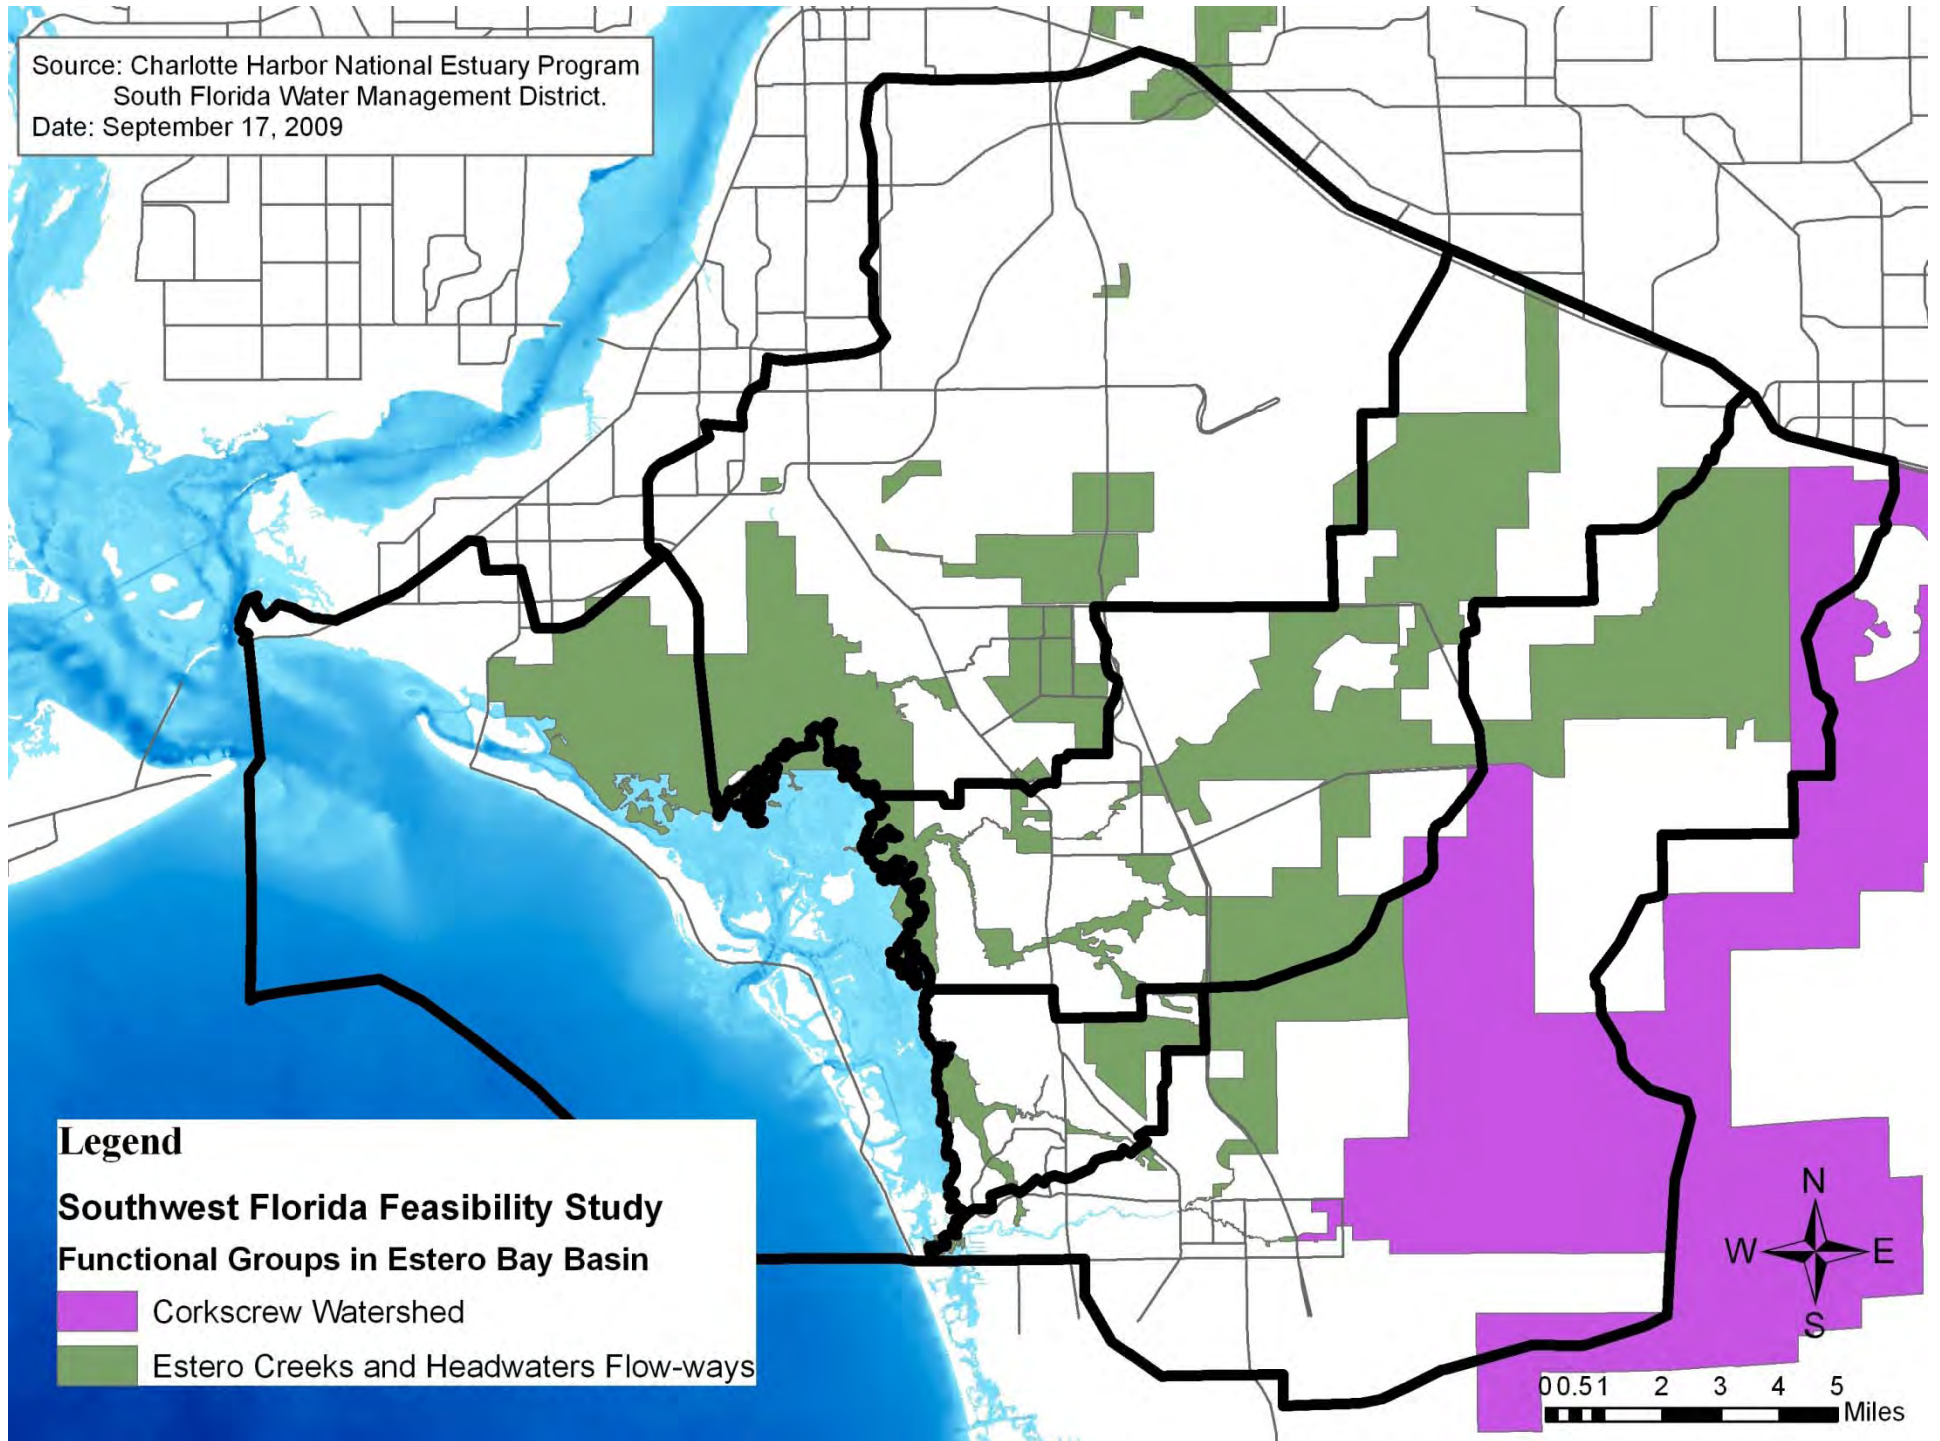 Source: Charlotte Harbor National Estuary Program
South Florida Water Management District.
Date: September 17, 2009
Legend
Southwest Florida Feasibility Study
Functional Groups in Estero Bay Basin
Corkscrew Watershed
Estero Creeks and Headwaters Flow-ways
N
W E
S
0 0.5 1 2 3 4 5
Miles